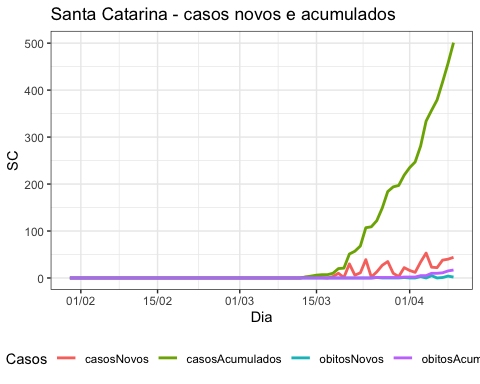 Santa Catarina - casos novos e acumulados
500
400
300
200
100
0
SC
01/02 15/02 01/03 15/03 01/04
Dia
Casos casosNovos casosAcumulados obitosNovos obitosAcum